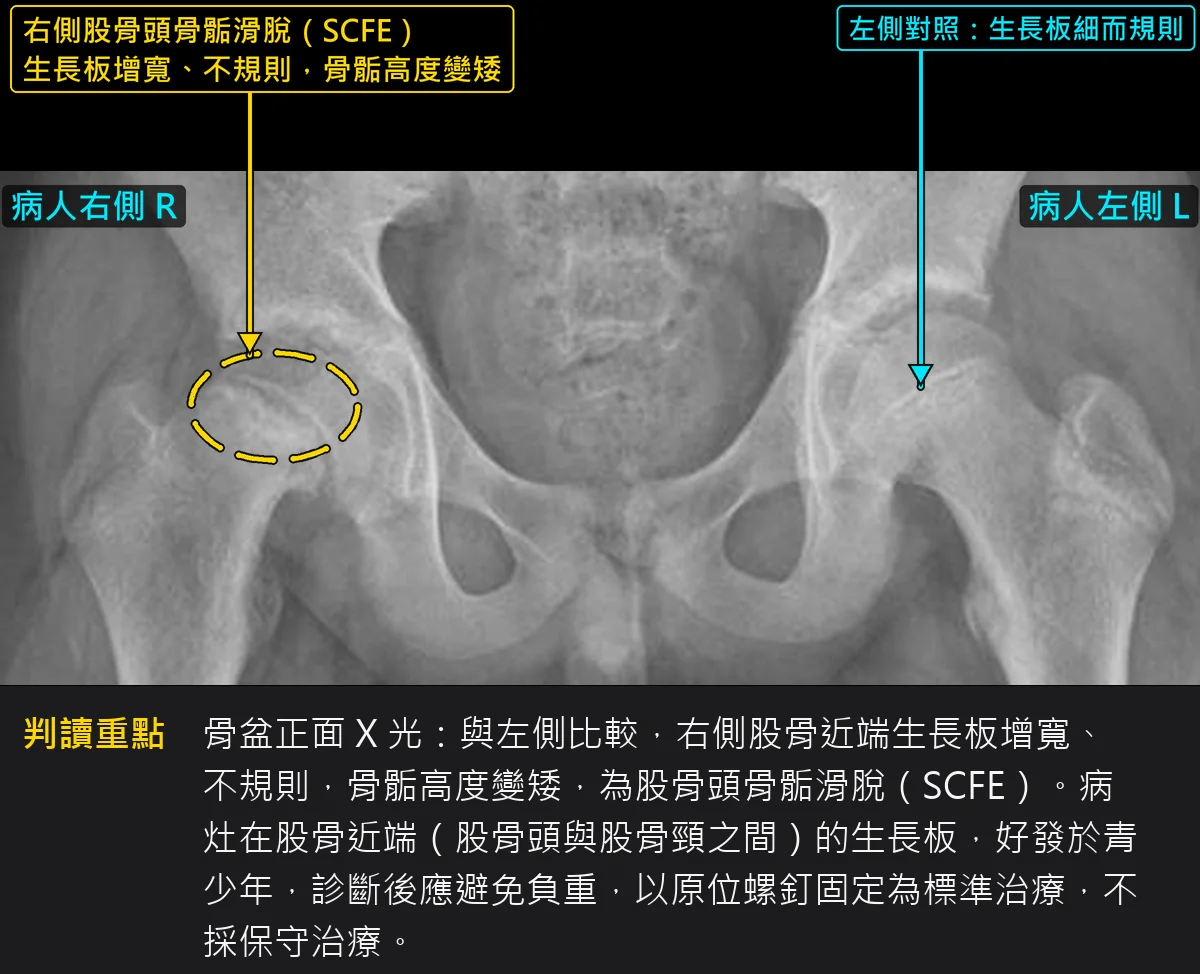 右側股骨頭骨骺滑脫（SCFE）
生長板增寬、不規則，骨骺高度變矮
左側對照：生長板細而規則
病人右側 R
病人左側 L
判讀重點
骨盆正面 X 光：與左側比較，右側股骨近端生長板增寬、
不規則，骨骺高度變矮，為股骨頭骨骺滑脫（SCFE）。病
灶在股骨近端（股骨頭與股骨頸之間）的生長板，好發於青
少年，診斷後應避免負重，以原位螺釘固定為標準治療，不
採保守治療。